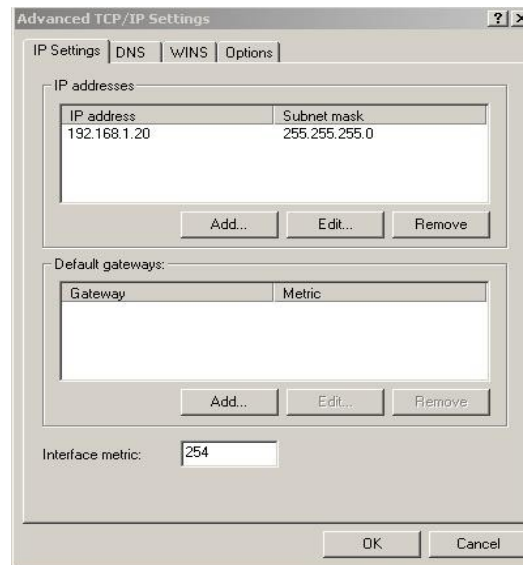 Advanced TCP/IP Settings
IP Settings DNS WINS Options
IP addresses
IP address Subnet mask
192.168.1.20 255.255.255.0
Add... Edit... Remove
Default gateways:
Gateway Metric
Add... Edit... Remove
Interface metric: 254
OK Cancel